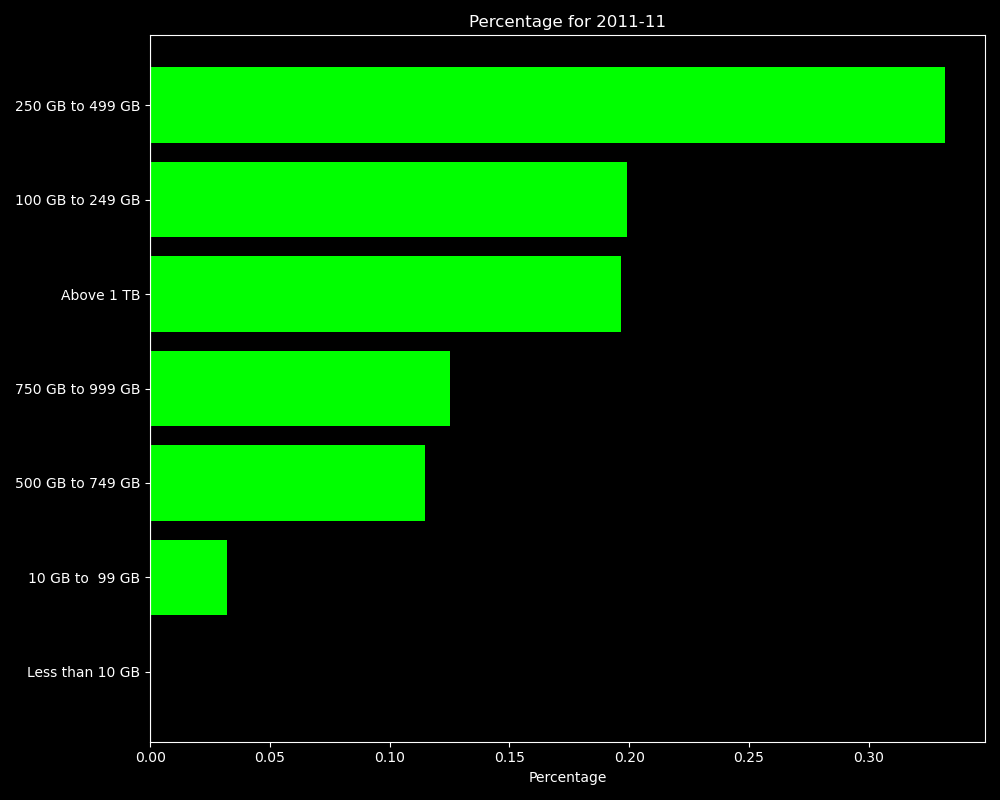 Percentage for 2011-11
250 GB to 499 GB
100 GB to 249 GB
Above 1 TB
750 GB to 999 GB
500 GB to 749 GB
10 GB to  99 GB
Less than 10 GB
0.00 0.05 0.10 0.15 0.20 0.25 0.30
Percentage